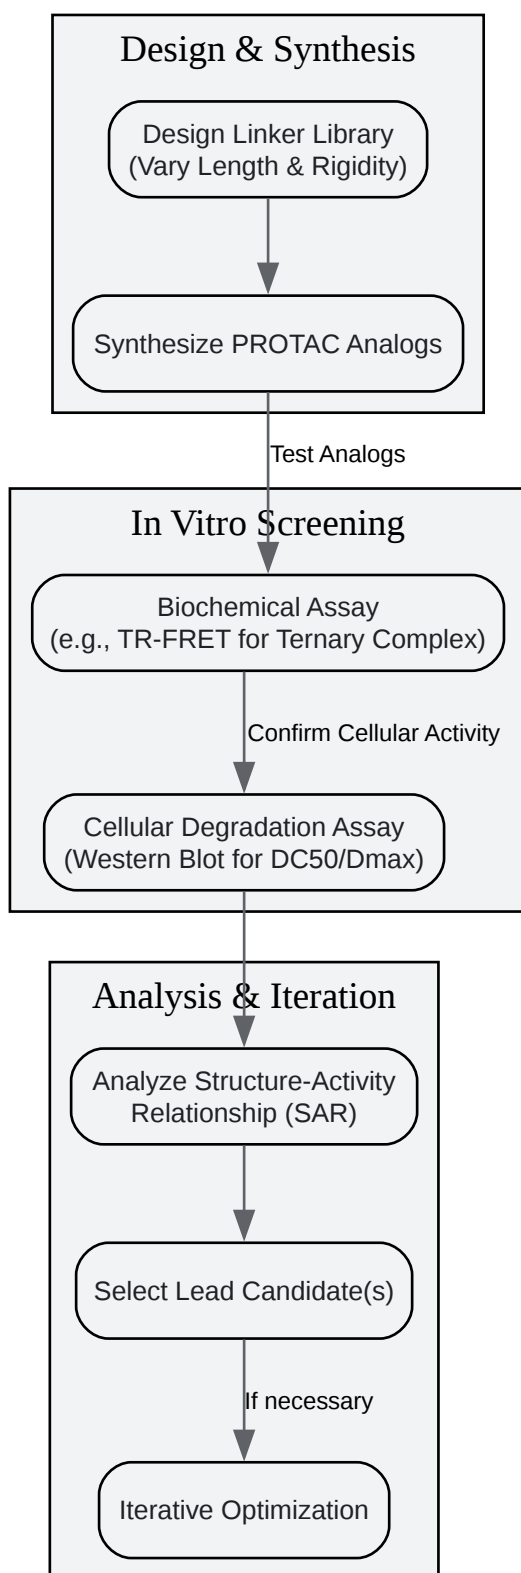 Design & Synthesis
Design Linker Library
(Vary Length & Rigidity)
Synthesize PROTAC Analogs
Test Analogs
In Vitro Screening
Biochemical Assay
(e.g., TR-FRET for Ternary Complex)
Confirm Cellular Activity
Cellular Degradation Assay
(Western Blot for DC50/Dmax)
Analysis & Iteration
Analyze Structure-Activity
Relationship (SAR)
Select Lead Candidate(s)
If necessary
Iterative Optimization